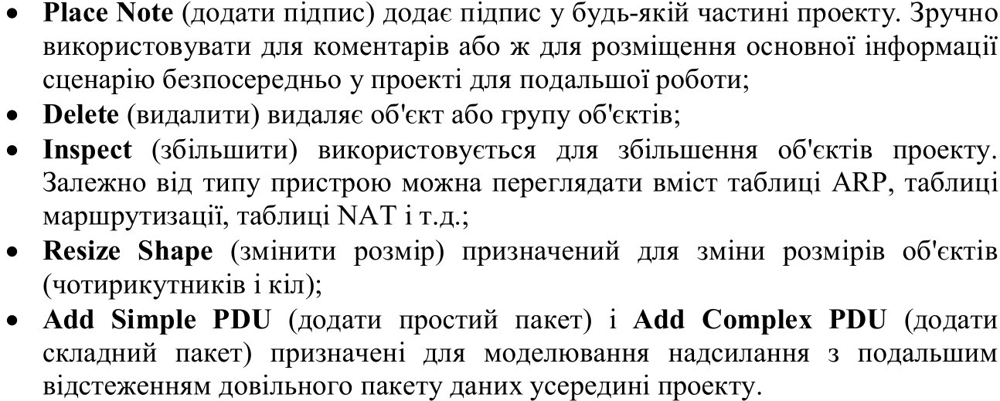 • Place Note (додати підпис) додає підпис у будь-якій частині проекту. Зручно
використовувати для коментарів або ж для розміщення основної інформації
сценарію безпосередньо у проекті для подальшої роботи;
• Delete (видалити) видаляє об'єкт або групу об'єктів;
• Inspect (збільшити) використовується для збільшення об'єктів проекту.
Залежно від типу пристрою можна переглядати вміст таблиці ARP, таблиці
маршрутизації, таблиці NAT і т.д.;
• Resize Shape (змінити розмір) призначений для зміни розмірів об'єктів
(чотирикутників і кіл);
• Add Simple PDU (додати простий пакет) і Add Complex PDU (додати
складний пакет) призначені для моделювання надсилання з подальшим
відстеженням довільного пакету даних усередині проекту.